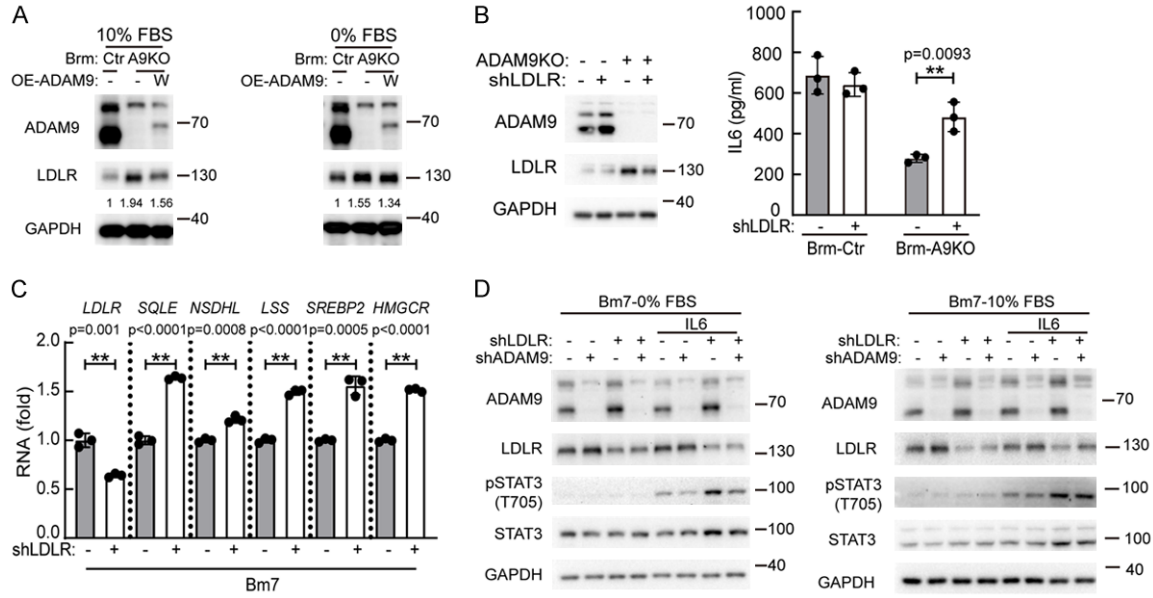 A
10% FBS
Brm: Ctr A9KO
OE-ADAM9: - - W
ADAM9
—70
LDLR
—130
1 1.94 1.56
—40
GAPDH
0% FBS
Brm: Ctr A9KO
OE-ADAM9: - - W
—70
— 130
1 1.55 1.34
—40
B
ADAM9KO: - - + +
shLDLR: - + - +
ADAM9
—70
LDLR
—130
—40
GAPDH
1000
800
600
400
200
0
IL6 (pg/ml)
p=0.0093
**
shLDLR: - + - +
Brm-Ctr Brm-A9KO
C
LDLR SQLE NSDHL LSS SREBP2 HMGCR
p=0.001 p<0.0001 p=0.0008 p<0.0001 p=0.0005 p<0.0001
** ** ** ** ** **
2.0
1.5
1.0
0.5
0.0
RNA (fold)
shLDLR: - + - + - + - + - + - +
Bm7
D
Bm7-0% FBS
IL6
shLDLR: - - + + - - + +
shADAM9: - + - + - + - +
ADAM9
—70
LDLR
—130
pSTAT3
(T705)
—100
STAT3
—100
—40
GAPDH
Bm7-10% FBS
IL6
shLDLR: - - + + - - + +
shADAM9: - + - + - + - +
ADAM9
—70
LDLR
—130
pSTAT3
(T705)
—100
STAT3
— 100
— 40
GAPDH